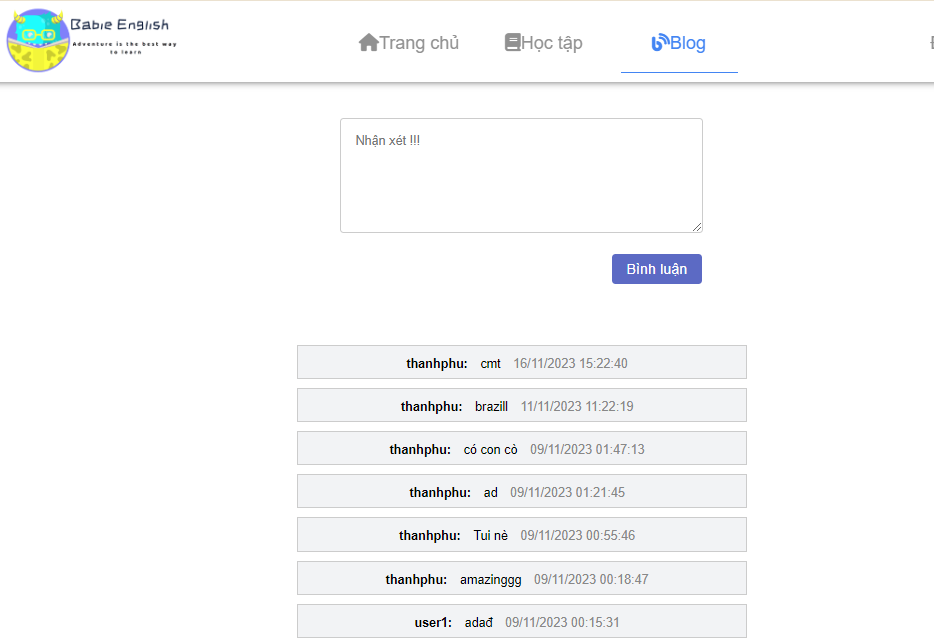 Babie English
Adventure is the best way
to learn
Trang chủ Học tập Blog
Nhận xét !!!
Bình luận
thanhphu: cmt 16/11/2023 15:22:40
thanhphu: brazill 11/11/2023 11:22:19
thanhphu: có con cò 09/11/2023 01:47:13
thanhphu: ad 09/11/2023 01:21:45
thanhphu: Tui nè 09/11/2023 00:55:46
thanhphu: amazinggg 09/11/2023 00:18:47
user1: adađ 09/11/2023 00:15:31